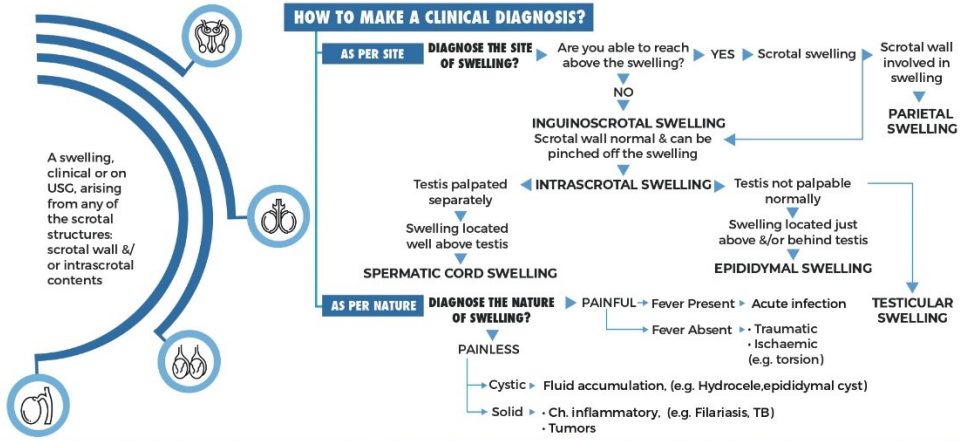 HOW TO MAKE A CLINICAL DIAGNOSIS?
AS PER SITE
DIAGNOSE THE SITE
OF SWELLING?
Are you able to reach
above the swelling?
YES
Scrotal swelling
Scrotal wall
involved in
swelling
PARIETAL
SWELLING
NO
INGUINOSCROTAL SWELLING
Scrotal wall normal & can be
pinched off the swelling
A swelling,
clinical or on
USG, arising
from any of
the scrotal
structures:
scrotal wall &/
or intrascrotal
contents
Testis palpated
separately
INTRASCROTAL SWELLING
Testis not palpable
normally
Swelling located
well above testis
Swelling located just
above &/or behind testis
SPERMATIC CORD SWELLING
EPIDIDYMAL SWELLING
TESTICULAR
SWELLING
AS PER NATURE
DIAGNOSE THE NATURE
OF SWELLING?
PAINFUL
Fever Present
Acute infection
Fever Absent
• Traumatic
• Ischaemic
(e.g. torsion)
PAINLESS
Cystic
Fluid accumulation, (e.g. Hydrocele,epididymal cyst)
Solid
• Ch. inflammatory, (e.g. Filariasis, TB)
• Tumors